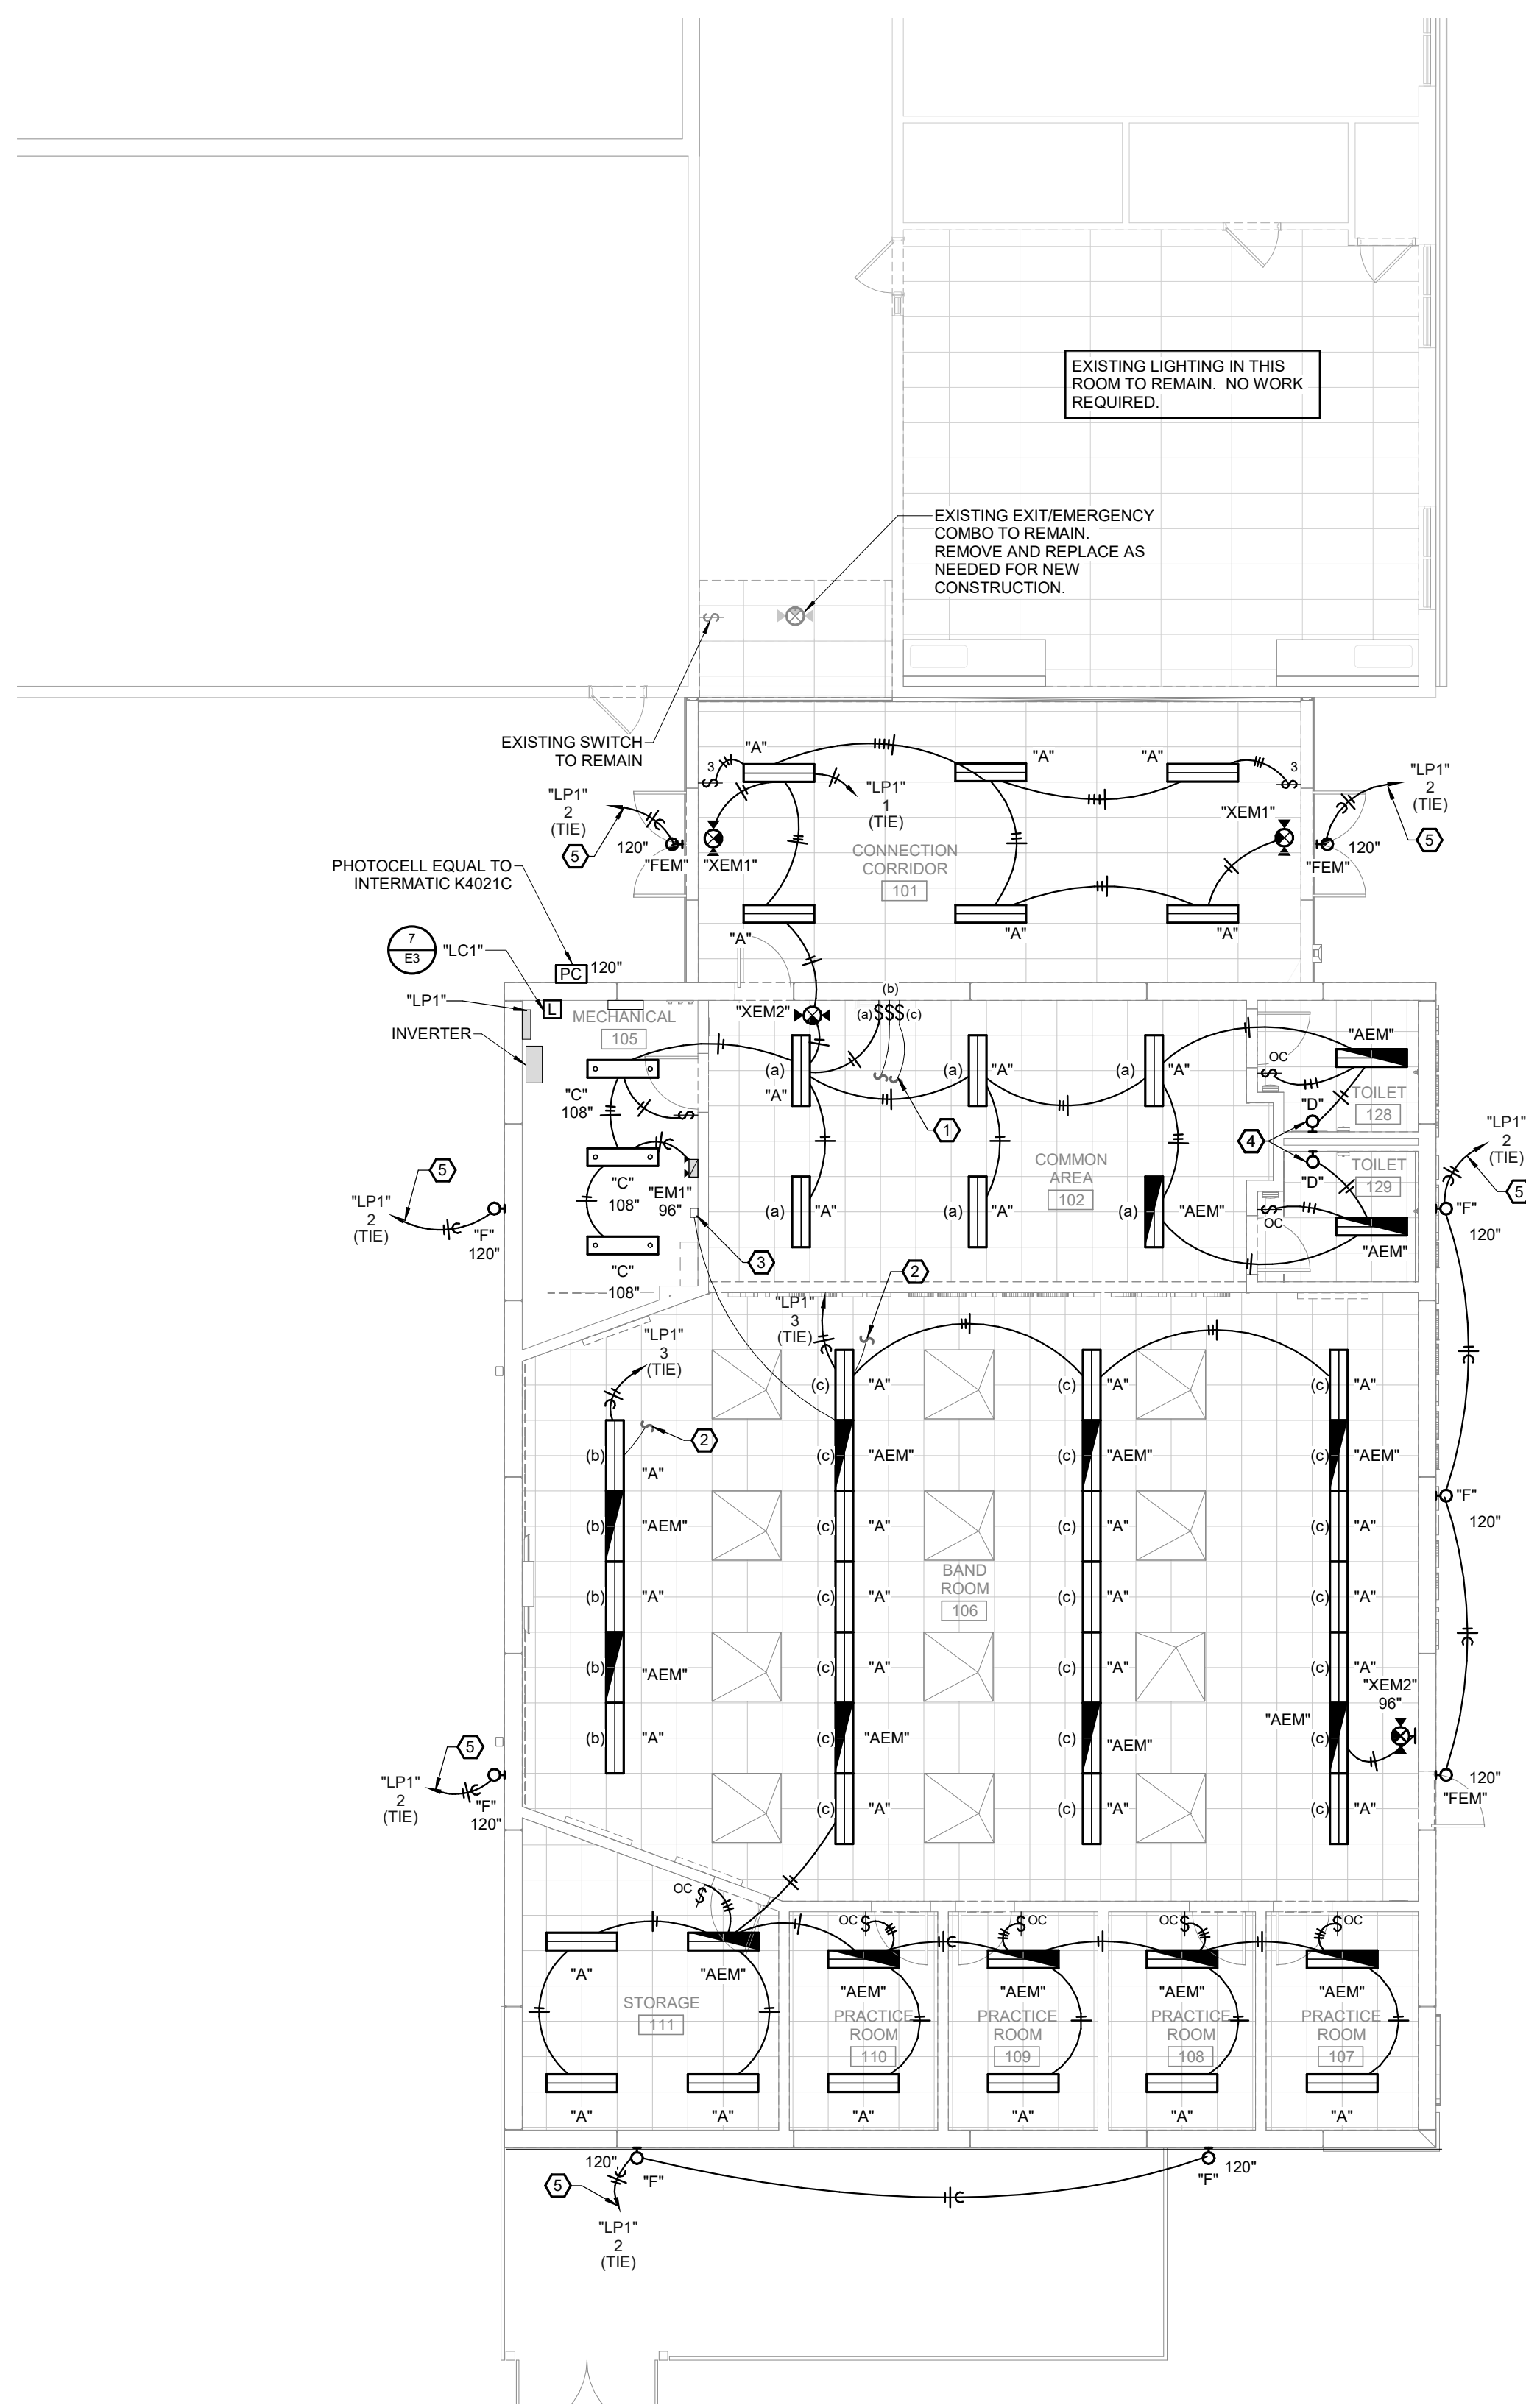 EXISTING LIGHTING IN THIS
ROOM TO REMAIN.  NO WORK
REQUIRED.
EXISTING EXIT/EMERGENCY
COMBO TO REMAIN.
REMOVE AND REPLACE AS
NEEDED FOR NEW
CONSTRUCTION.
S
EXISTING SWITCH
TO REMAIN
"A"
"A"
"A"
3
S
3
S
"LP1"
1
(TIE)
"LP1"
2
(TIE)
5
120"
"FEM"
"XEM1"
"XEM1"
"LP1"
2
(TIE)
5
120"
"FEM"
CONNECTION
CORRIDOR
101
"A"
"A"
"A"
PHOTOCELL EQUAL TO
INTERMATIC K4021C
7
E3
"LC1"
PC
120"
L
"LP1"
INVERTER
MECHANICAL
105
"XEM2"
(b)
(a)
$$$
(c)
"C"
108"
S
"C"
108"
"EM1"
96"
"C"
108"
3
(a)
"A"
(a)
"A"
(a)
"A"
1
COMMON
AREA
102
(a)
"A"
(a)
"A"
(a)
"AEM"
OC
S
"AEM"
"D"
TOILET
128
4
TOILET
129
"D"
S
OC
"AEM"
"LP1"
2
(TIE)
5
"F"
120"
5
"LP1"
2
(TIE)
"F"
120"
2
"LP1"
3
(TIE)
"LP1"
3
(TIE)
2
(c)
"A"
(c)
"A"
(c)
"A"
(b)
"A"
(c)
"AEM"
(c)
"AEM"
(c)
"AEM"
(b)
"AEM"
(c)
"A"
(c)
"A"
(c)
"A"
"F"
120"
BAND
ROOM
106
(b)
"A"
(c)
"A"
(c)
"A"
(c)
"A"
(b)
"AEM"
(c)
"A"
(c)
"A"
(c)
"A"
"XEM2"
96"
(b)
"A"
(c)
"AEM"
(c)
"AEM"
"AEM"
(c)
(c)
"A"
(c)
"A"
(c)
"A"
120"
"FEM"
5
"LP1"
2
(TIE)
"F"
120"
OC
$
OC
$
$
OC
OC
$
$
OC
"A"
"AEM"
"AEM"
"AEM"
"AEM"
"AEM"
STORAGE
111
PRACTICE
ROOM
110
PRACTICE
ROOM
109
PRACTICE
ROOM
108
PRACTICE
ROOM
107
"A"
"A"
"A"
"A"
"A"
"A"
120"
"F"
5
"LP1"
2
(TIE)
"F"
120"